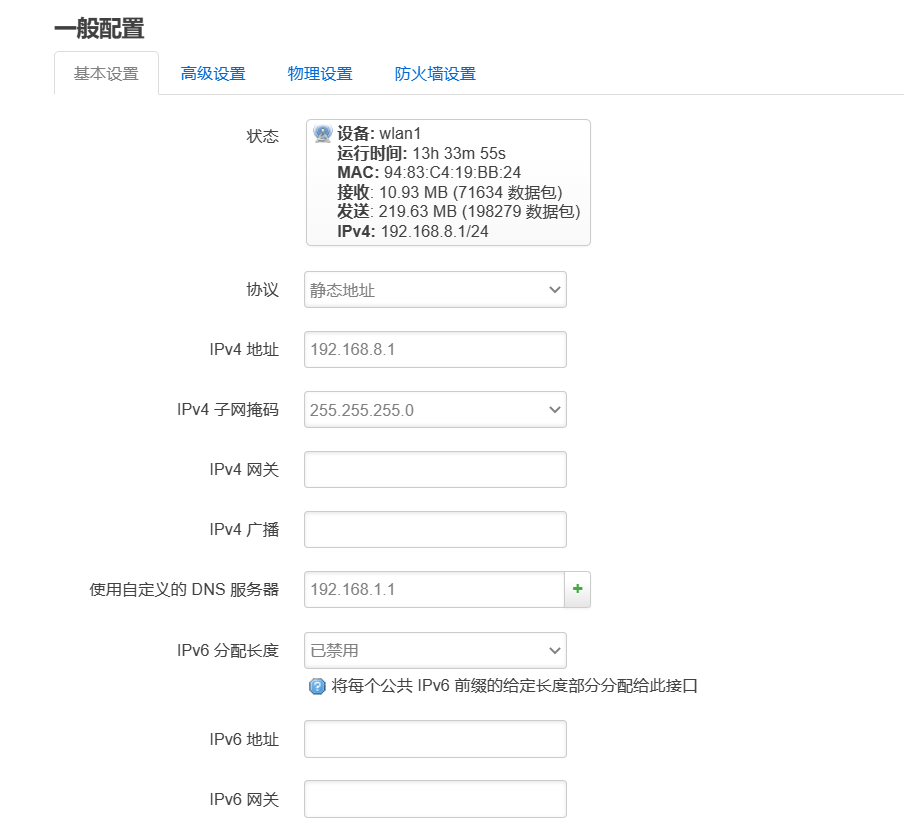 一般配置
基本设置 高级设置 物理设置 防火墙设置
状态
设备: wlan1
运行时间: 13h 33m 55s
MAC: 94:83:C4:19:BB:24
接收: 10.93 MB (71634 数据包)
发送: 219.63 MB (198279 数据包)
IPv4: 192.168.8.1/24
协议 静态地址
IPv4 地址 192.168.8.1
IPv4 子网掩码 255.255.255.0
IPv4 网关
IPv4 广播
使用自定义的 DNS 服务器 192.168.1.1
IPv6 分配长度 已禁用
将每个公共 IPv6 前缀的给定长度部分分配给此接口
IPv6 地址
IPv6 网关